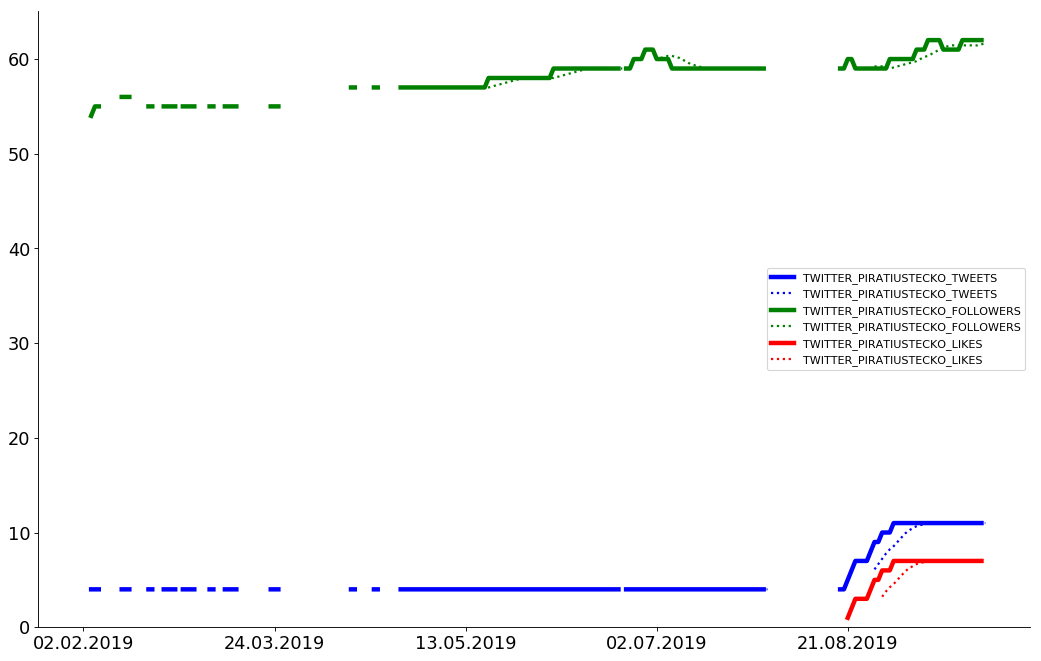 60
50
40
30
20
10
0
02.02.2019
24.03.2019
13.05.2019
02.07.2019
21.08.2019
TWITTER_PIRATIUSTECKO_TWEETS
TWITTER_PIRATIUSTECKO_TWEETS
TWITTER_PIRATIUSTECKO_FOLLOWERS
TWITTER_PIRATIUSTECKO_FOLLOWERS
TWITTER_PIRATIUSTECKO_LIKES
TWITTER_PIRATIUSTECKO_LIKES